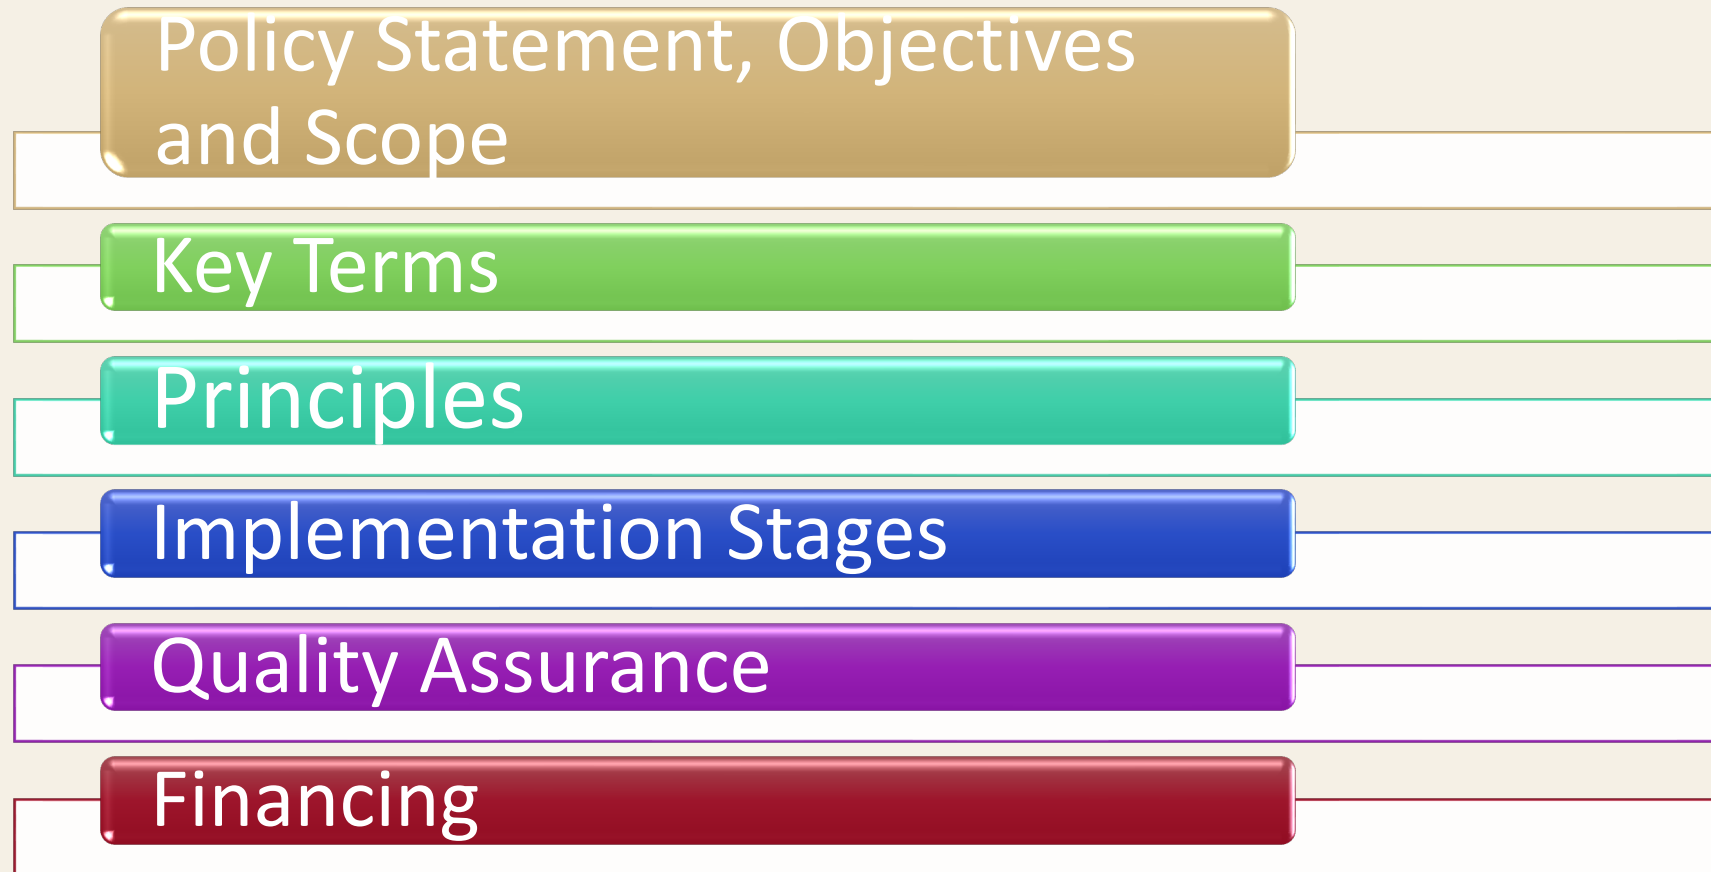 Policy Statement, Objectives
and Scope
Key Terms
Principles
Implementation Stages
Quality Assurance
Financing